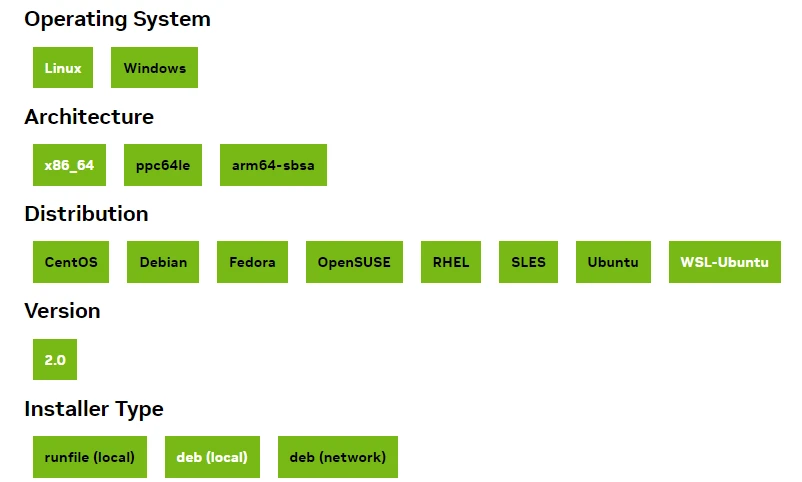 Operating System
Linux Windows
Architecture
x86_64 ppc64le arm64-sbsa
Distribution
CentOS Debian Fedora OpenSUSE RHEL SLES Ubuntu WSL-Ubuntu
Version
2.0
Installer Type
runfile (local) deb (local) deb (network)